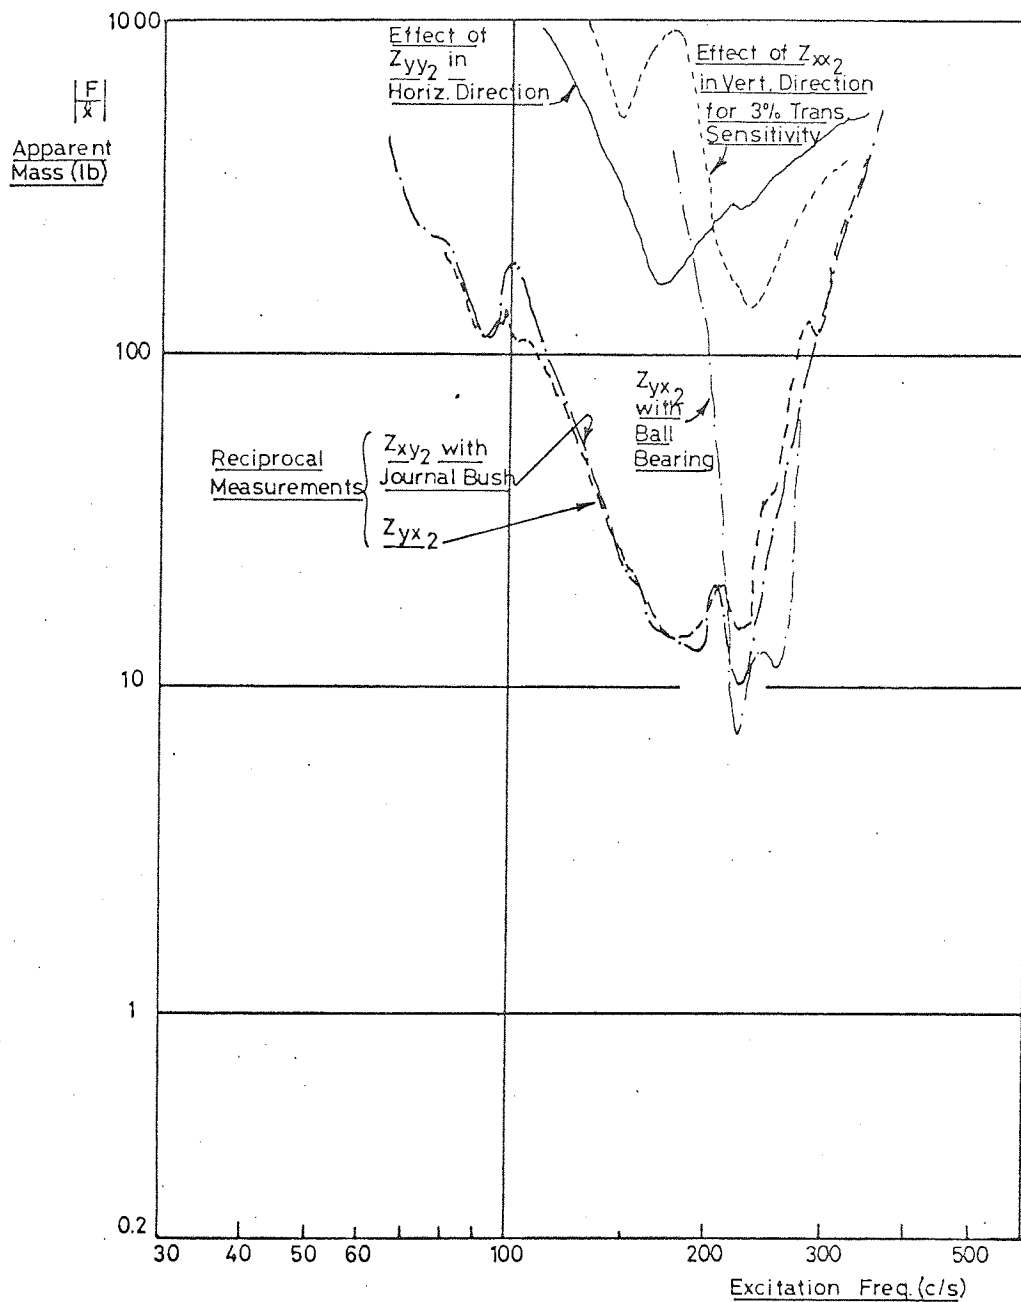 1000
|F/ẍ|
Apparent
Mass (lb)
100
10
1
0.2
Effect of
Zyy2 in
Horiz. Direction
Effect of Zxx2
in Vert. Direction
for 3% Trans
Sensitivity
Zyx2
with
Ball
Bearing
Reciprocal
Measurements
Zxy2 with
Journal Bush
Zyx2
30 40 50 60 100 200 300 500
Excitation Freq. (c/s)